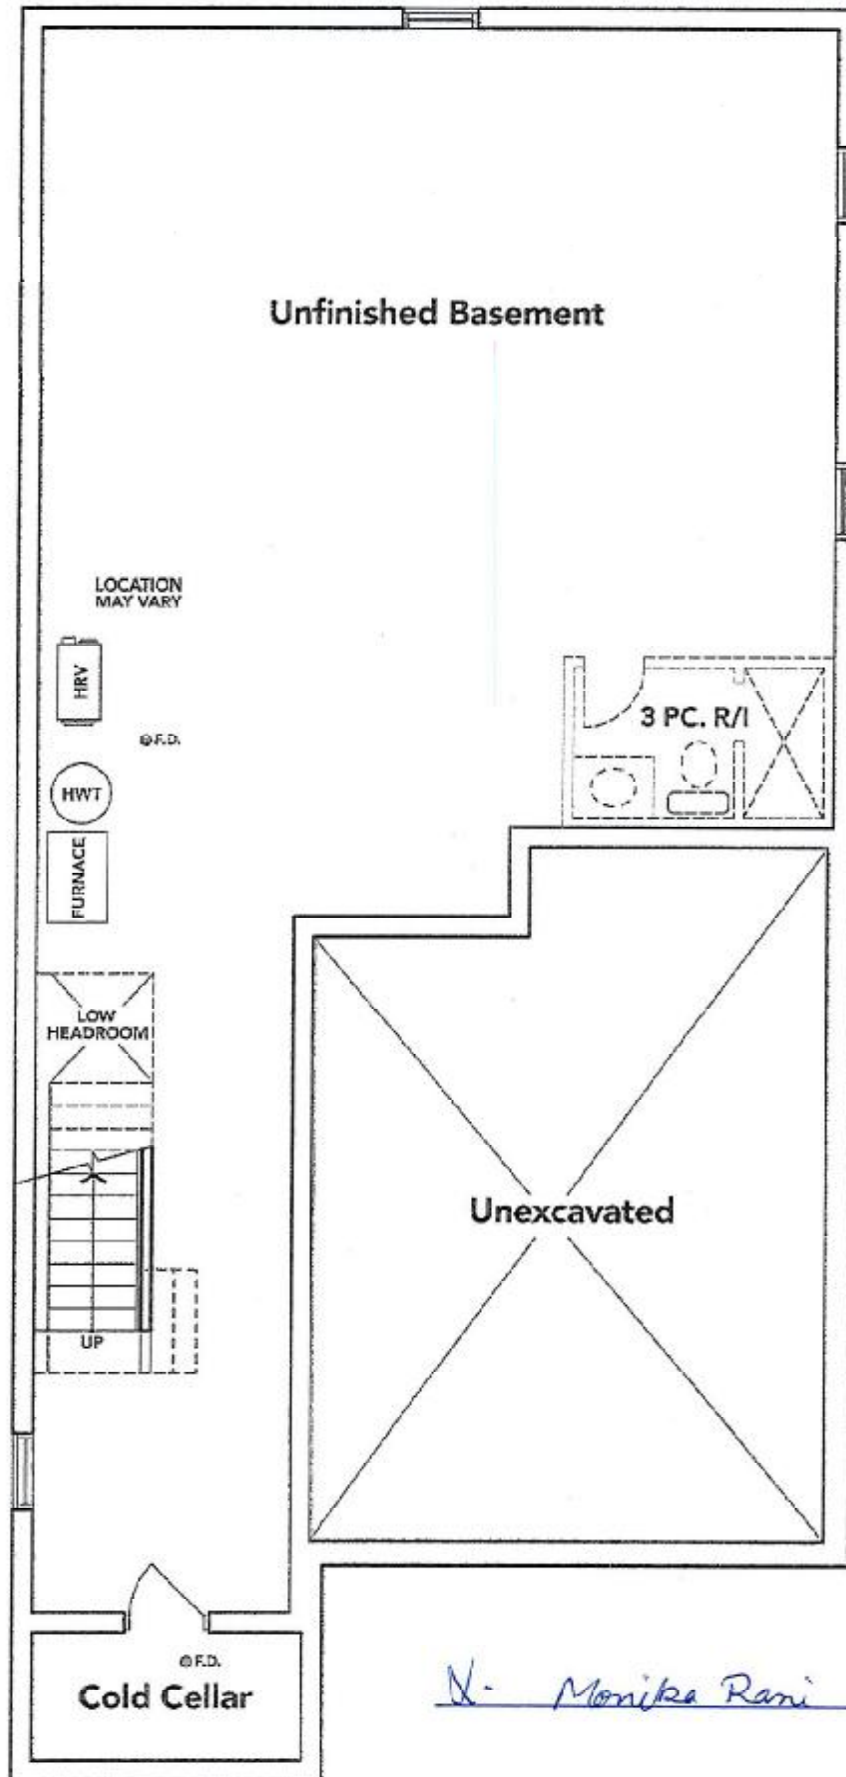 Unfinished Basement
LOCATION
MAY VARY
HRV
F.D.
3 PC. R/I
HWT
FURNACE
LOW
HEADROOM
Unexcavated
UP
F.D.
Cold Cellar
X. Monika Rani